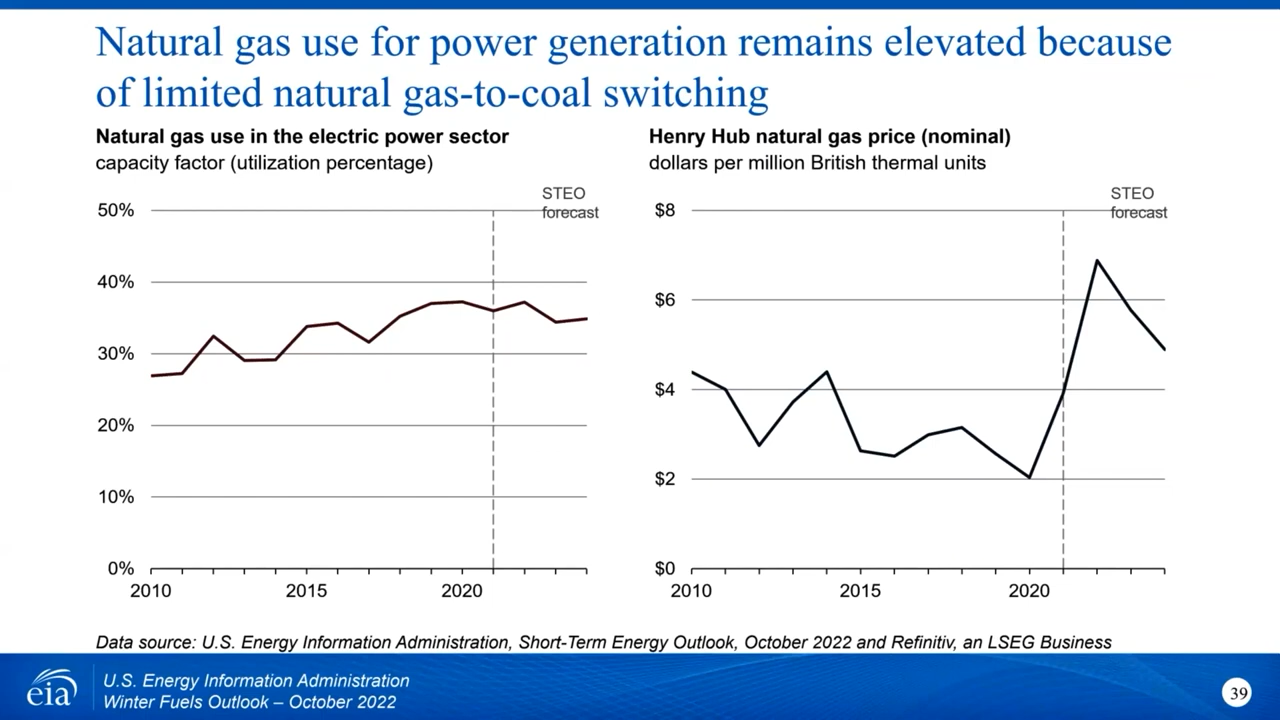 Natural gas use for power generation remains elevated because
of limited natural gas-to-coal switching
Natural gas use in the electric power sector
capacity factor (utilization percentage)
STEO
forecast
50%
40%
30%
20%
10%
0%
2010
2015
2020
Henry Hub natural gas price (nominal)
dollars per million British thermal units
STEO
forecast
$8
$6
$4
$2
$0
2010
2015
2020
Data source: U.S. Energy Information Administration, Short-Term Energy Outlook, October 2022 and Refinitiv, an LSEG Business
eia
U.S. Energy Information Administration
Winter Fuels Outlook – October 2022
39